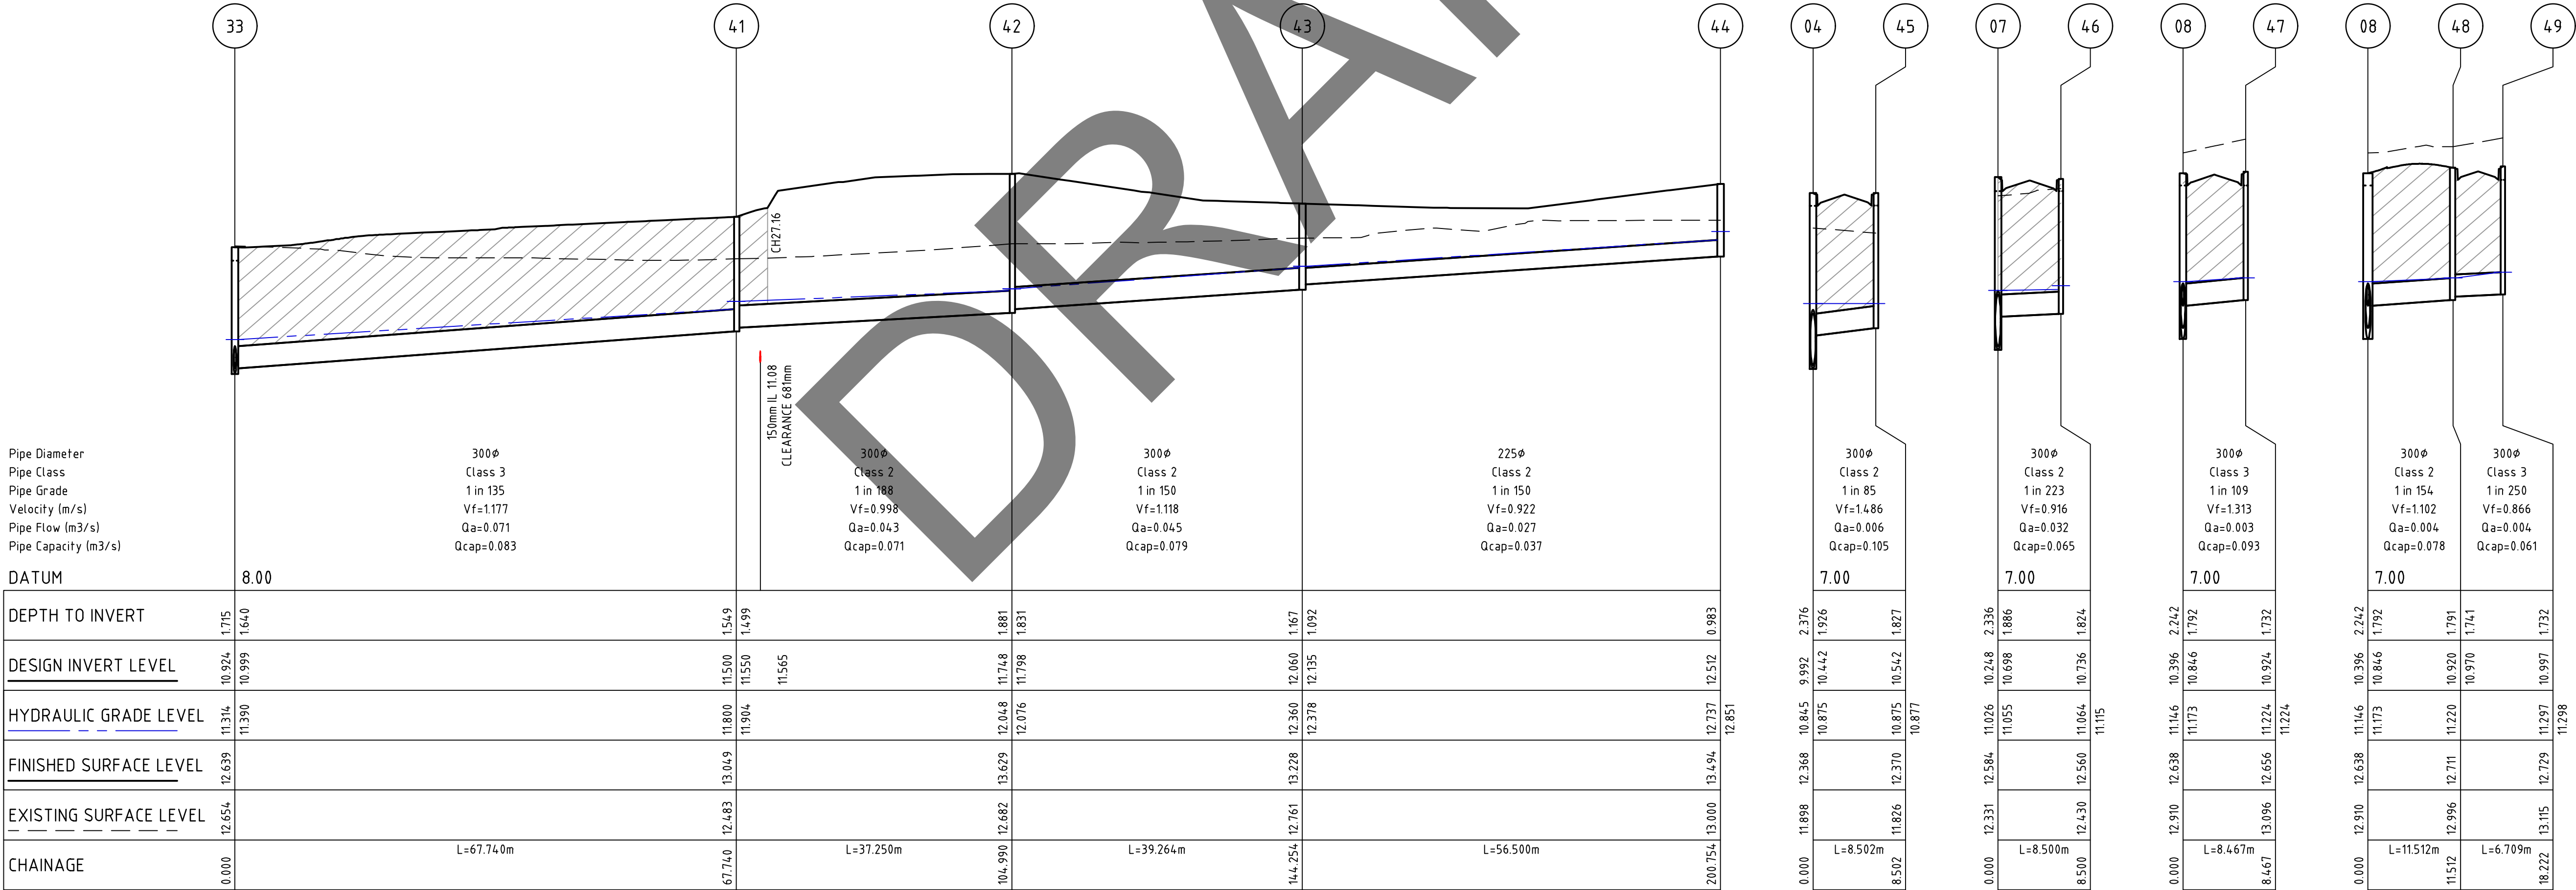 33 41 42 43 44 04 45 07 46 08 47 08 48 49
DRAF
CH27.16
150mm IL 11.08
CLEARANCE 681mm
Pipe Diameter 300ø 300ø 300ø 225ø 300ø 300ø 300ø 300ø 300ø
Pipe Class Class 3 Class 2 Class 2 Class 2 Class 2 Class 2 Class 3 Class 2 Class 3
Pipe Grade 1 in 135 1 in 188 1 in 150 1 in 150 1 in 85 1 in 223 1 in 109 1 in 154 1 in 250
Velocity (m/s) Vf=1.177 Vf=0.998 Vf=1.118 Vf=0.922 Vf=1.486 Vf=0.916 Vf=1.313 Vf=1.102 Vf=0.866
Pipe Flow (m3/s) Qa=0.071 Qa=0.043 Qa=0.045 Qa=0.027 Qa=0.006 Qa=0.032 Qa=0.003 Qa=0.004 Qa=0.004
Pipe Capacity (m3/s) Qcap=0.083 Qcap=0.071 Qcap=0.079 Qcap=0.037 Qcap=0.105 Qcap=0.065 Qcap=0.093 Qcap=0.078 Qcap=0.061
DATUM 8.00 7.00 7.00 7.00 7.00
DEPTH TO INVERT 1.715 1.640 1.549 1.499 1.881 1.831 1.167 1.092 0.983 2.376 1.926 1.827 2.336 1.886 1.824 2.242 1.792 1.732 2.242 1.792 1.791 1.741 1.732
DESIGN INVERT LEVEL 10.924 10.999 11.500 11.550 11.565 11.748 11.798 12.060 12.135 12.512 9.992 10.442 10.542 10.248 10.698 10.736 10.396 10.846 10.924 10.396 10.846 10.920 10.970 10.997
HYDRAULIC GRADE LEVEL 11.314 11.390 11.800 11.904 12.048 12.076 12.360 12.378 12.737 12.851 10.845 10.875 10.875 10.877 11.026 11.055 11.064 11.115 11.146 11.173 11.224 11.224 11.146 11.173 11.220 11.297 11.298
FINISHED SURFACE LEVEL 12.639 13.049 13.629 13.228 13.494 12.368 12.370 12.584 12.560 12.638 12.656 12.638 12.711 12.729
EXISTING SURFACE LEVEL 12.654 12.483 12.682 12.761 13.000 11.898 11.826 12.331 12.430 12.910 13.096 12.910 12.996 13.115
L=67.740m L=37.250m L=39.264m L=56.500m L=8.502m L=8.500m L=8.467m L=11.512m L=6.709m
CHAINAGE 0.000 67.740 104.990 144.254 200.754 0.000 8.502 0.000 8.500 0.000 8.467 0.000 11.512 18.222